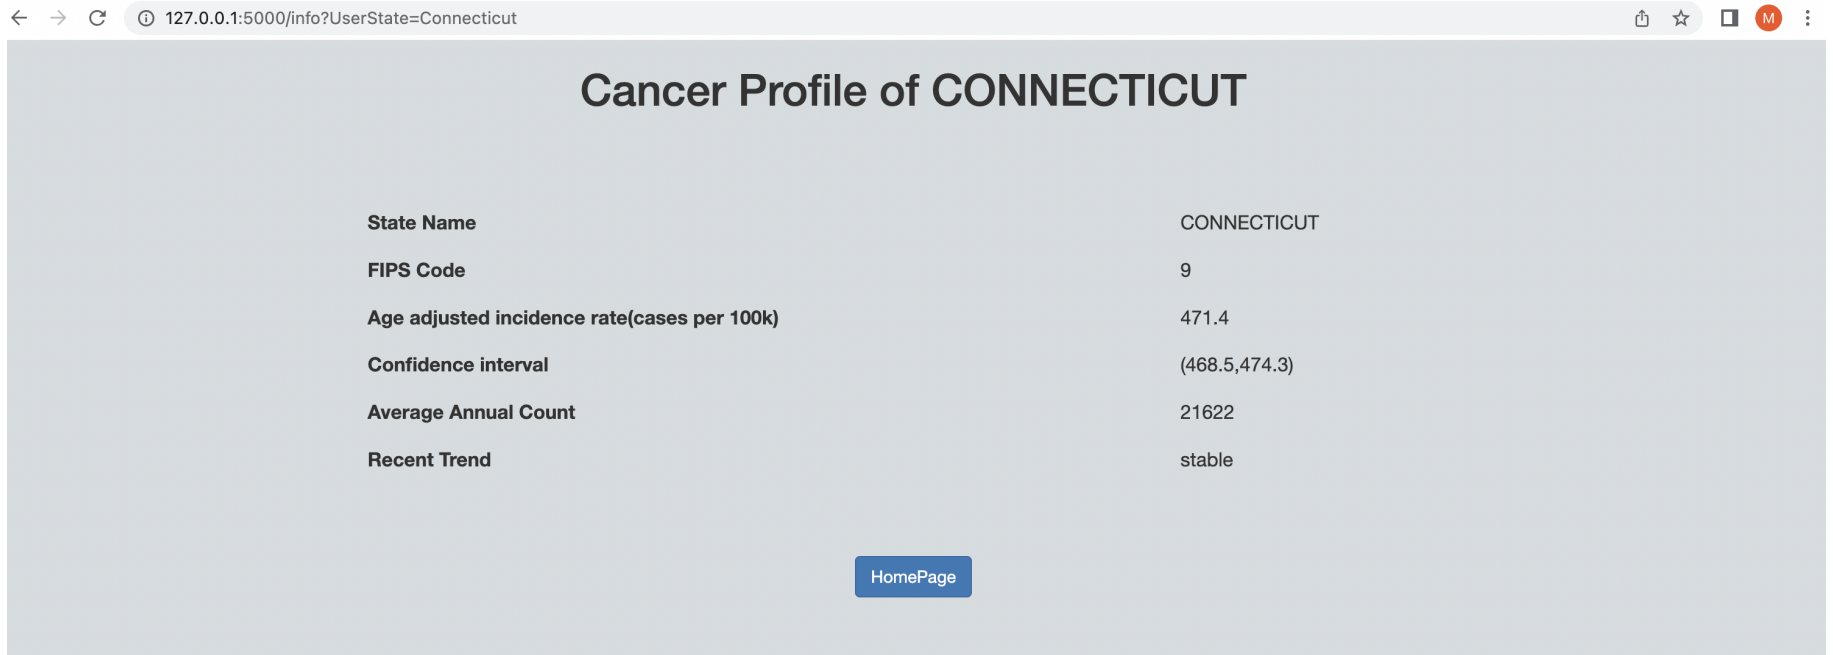 127.0.0.1:5000/info?UserState=Connecticut
M
Cancer Profile of CONNECTICUT
State Name CONNECTICUT
FIPS Code 9
Age adjusted incidence rate(cases per 100k) 471.4
Confidence interval (468.5,474.3)
Average Annual Count 21622
Recent Trend stable
HomePage